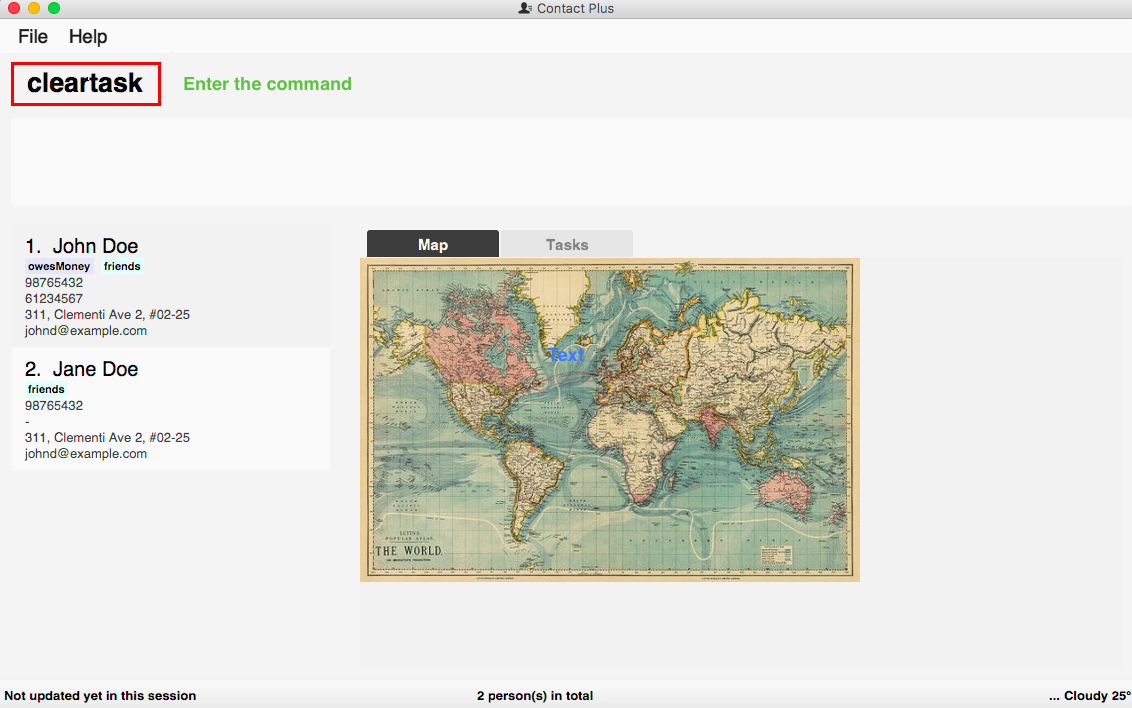 Contact Plus
File Help
cleartask Enter the command
1. John Doe
owesMoney friends
98765432
61234567
311, Clementi Ave 2, #02-25
johnd@example.com
2. Jane Doe
friends
98765432
-
311, Clementi Ave 2, #02-25
johnd@example.com
Map Tasks
Text
LETTS'S
POPULAR ATLAS.
THE WORLD.
Not updated yet in this session 2 person(s) in total ... Cloudy 25°